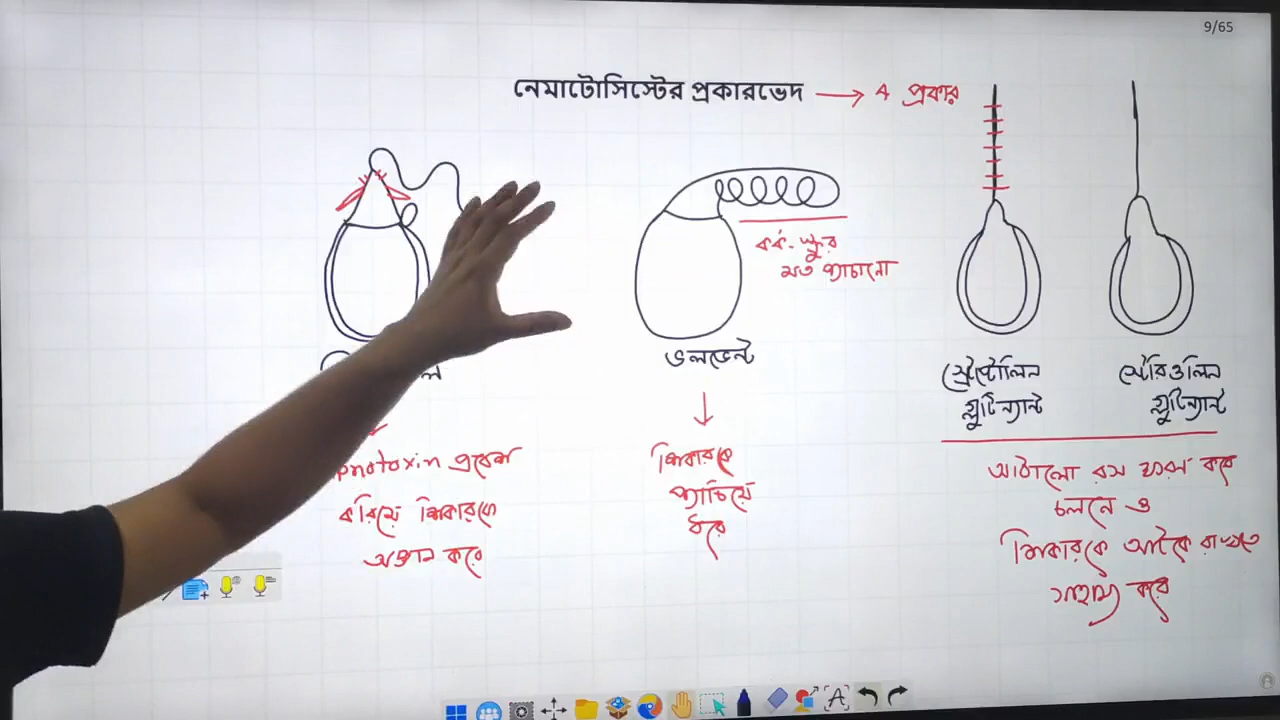 9/65
নেমাটোসিস্টের প্রকারভেদ → 4 প্রকার
কর্ক-স্ক্রুর
মত প্যাচানো
ভলভেন্ট
স্ট্রেপ্টোলিন
গ্লুটিন্যান্ট
স্টেরিওলিন
গ্লুটিন্যান্ট
pnotoxin প্রবেশ
করিয়ে শিকারকে
অজ্ঞান করে
শিকারকে
প্যাচিয়ে
ধরে
আঠালো রস ক্ষরণ করে
চলনে ও
শিকারকে আটকে রাখতে
সাহায্য করে